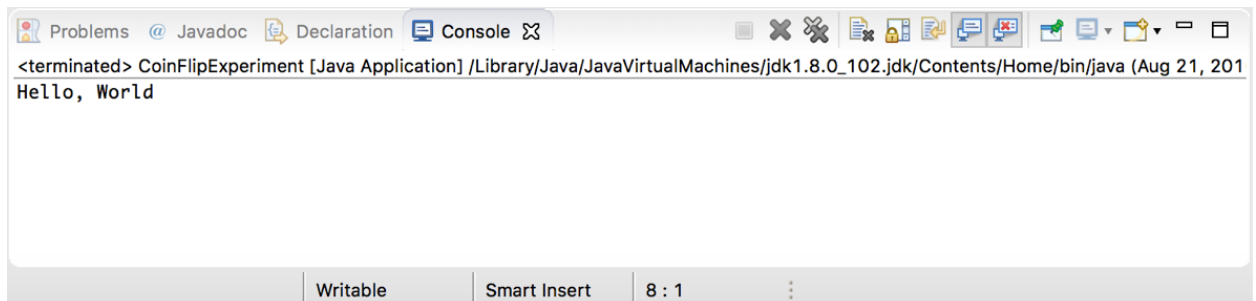 Problems @ Javadoc Declaration Console
<terminated> CoinFlipExperiment [Java Application] /Library/Java/JavaVirtualMachines/jdk1.8.0_102.jdk/Contents/Home/bin/java (Aug 21, 201
Hello, World
Writable Smart Insert 8 : 1